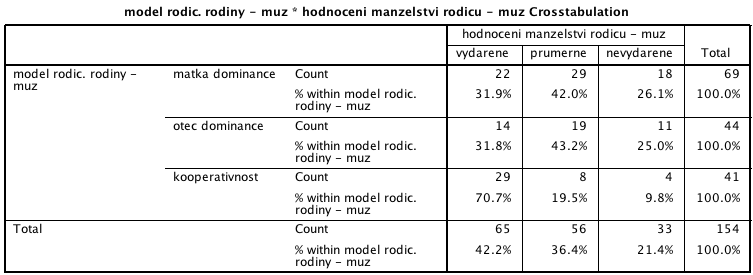 model rodic. rodiny - muz * hodnoceni manzelstvi rodicu - muz Crosstabulation
hodnoceni manzelstvi rodicu - muz
vydarene prumerne nevydarene Total
model rodic. rodiny - muz matka dominance Count 22 29 18 69
% within model rodic. rodiny - muz 31.9% 42.0% 26.1% 100.0%
otec dominance Count 14 19 11 44
% within model rodic. rodiny - muz 31.8% 43.2% 25.0% 100.0%
kooperativnost Count 29 8 4 41
% within model rodic. rodiny - muz 70.7% 19.5% 9.8% 100.0%
Total Count 65 56 33 154
% within model rodic. rodiny - muz 42.2% 36.4% 21.4% 100.0%